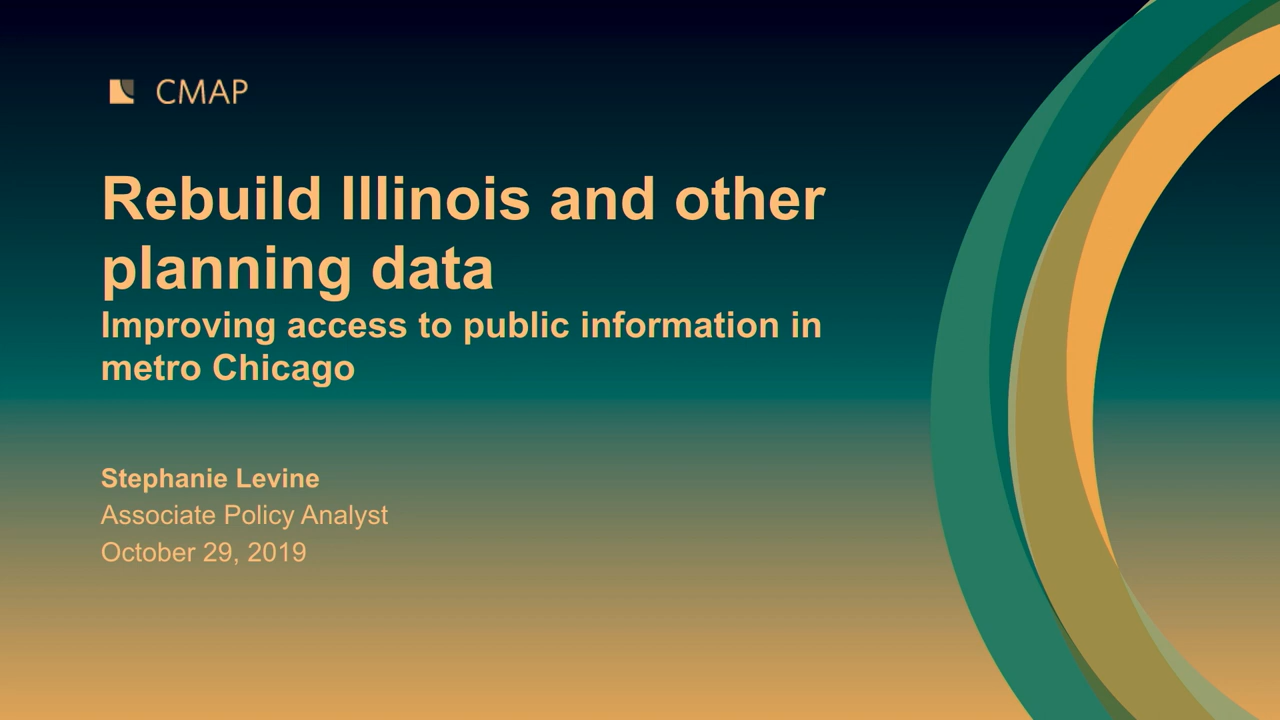 CMAP
Rebuild Illinois and other
planning data
Improving access to public information in
metro Chicago
Stephanie Levine
Associate Policy Analyst
October 29, 2019